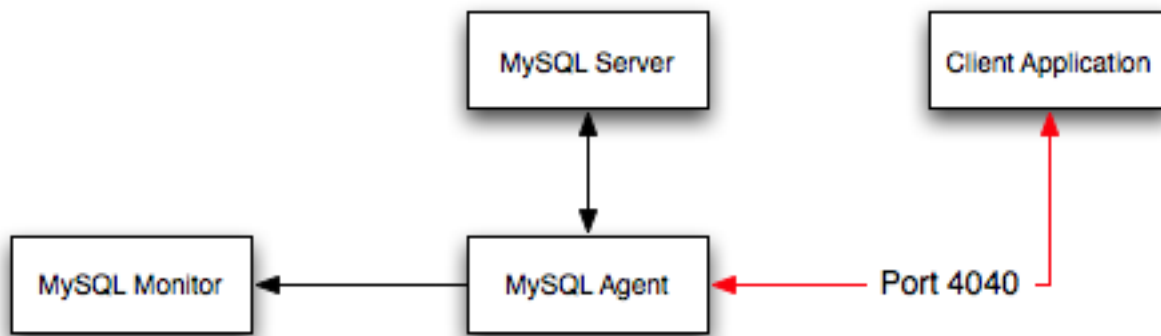 MySQL Server
Client Application
MySQL Monitor
MySQL Agent
Port 4040